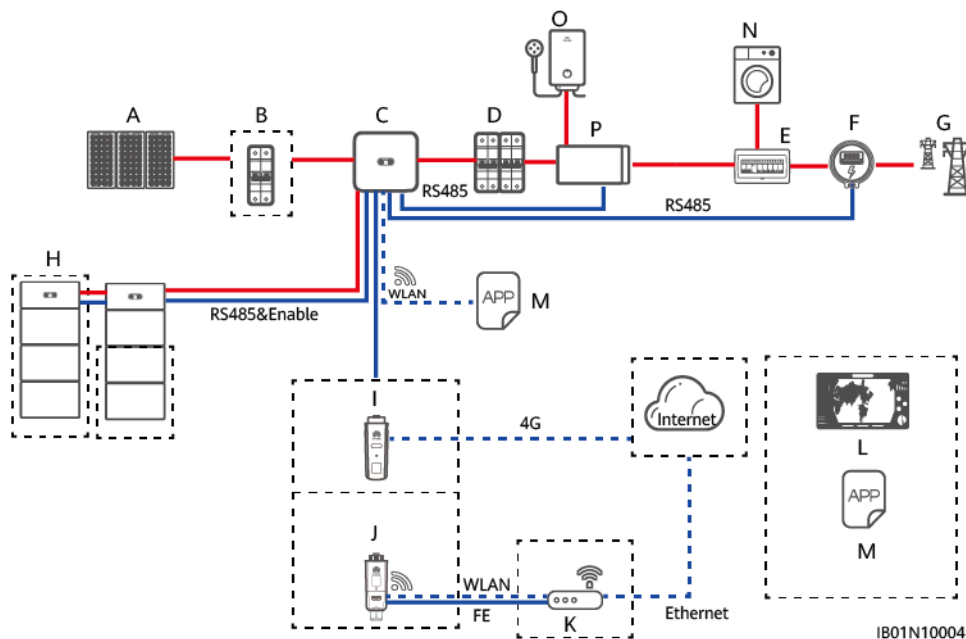 O
N
A
B
C
D
P
E
F
G
RS485
RS485
H
WLAN
APP
M
RS485&Enable
I
4G
Internet
L
APP
M
J
WLAN
FE
K
Ethernet
IB01N10004